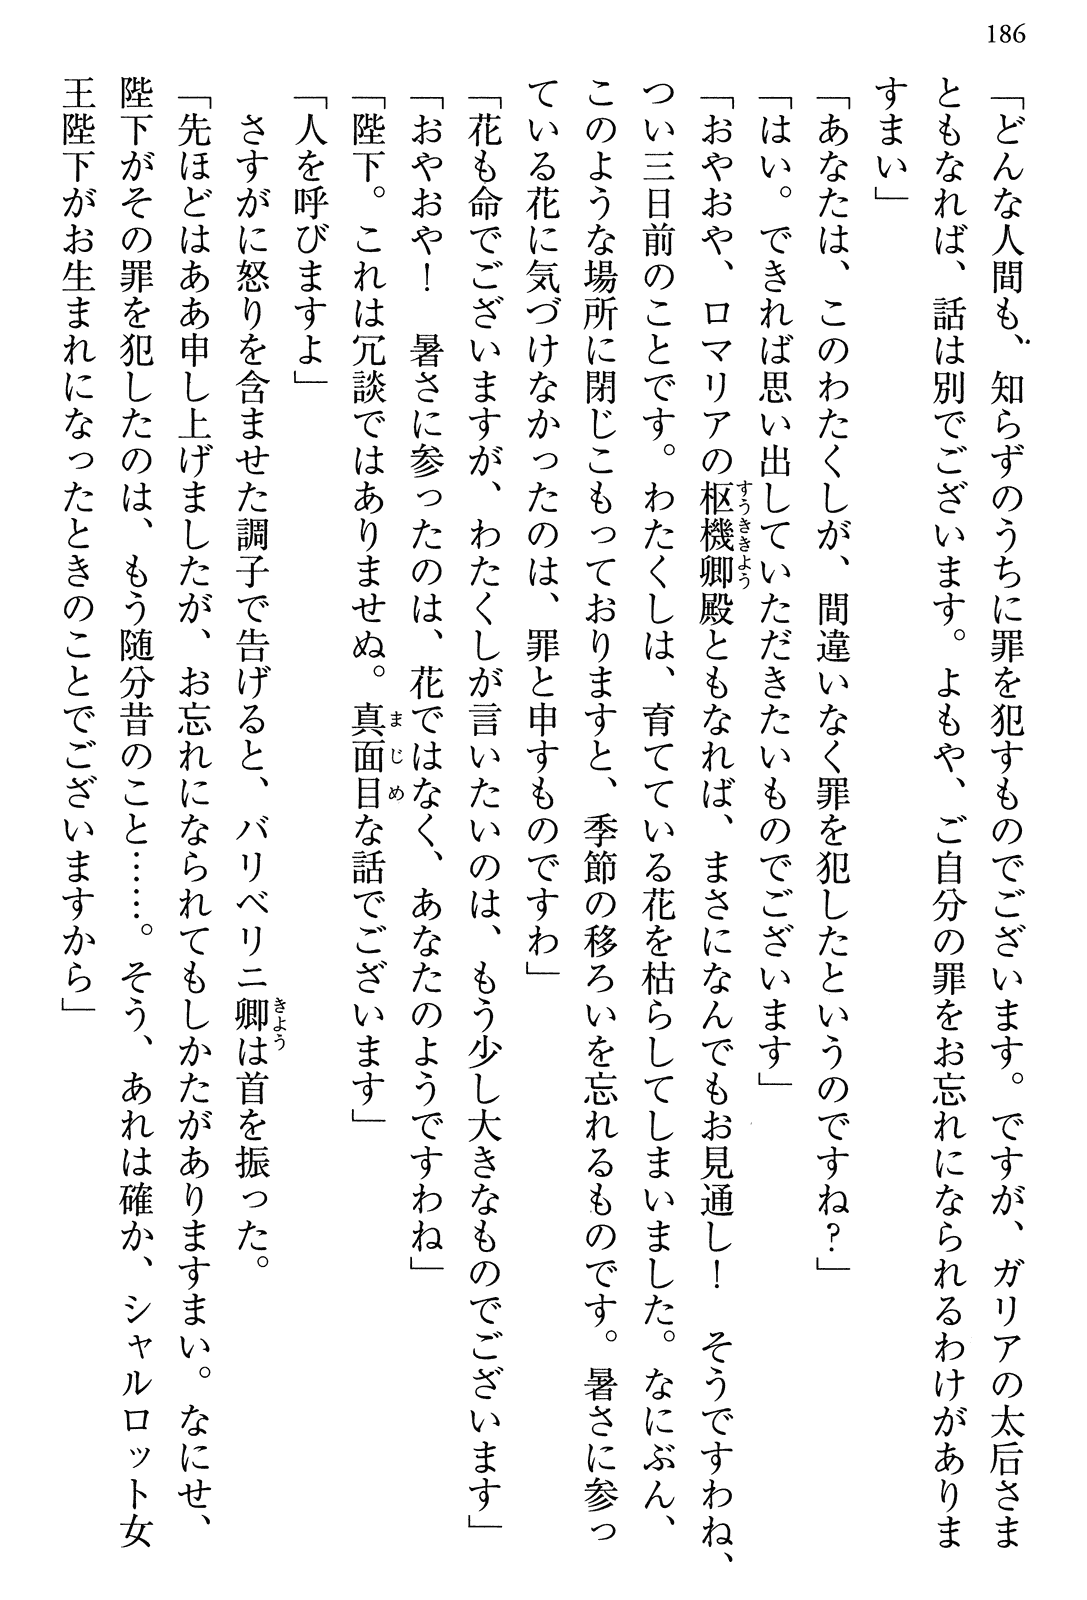 186
「どんな人間も、知らずのうちに罪を犯すものでございます。ですが、ガリアの太后さま
ともなれば、話は別でございます。よもや、ご自分の罪をお忘れになられるわけがありま
すまい」
「あなたは、このわたくしが、間違いなく罪を犯したというのですね？」
「はい。できれば思い出していただきたいものでございます」
「おやおや、ロマリアの枢機卿殿ともなれば、まさになんでもお見通し！　そうですわね、
つい三日前のことです。わたくしは、育てている花を枯らしてしまいました。なにぶん、
このような場所に閉じこもっておりますと、季節の移ろいを忘れるものです。暑さに参っ
ている花に気づけなかったのは、罪と申すものですわ」
「花も命でございますが、わたくしが言いたいのは、もう少し大きなものでございます」
「おやおや！　暑さに参ったのは、花ではなく、あなたのようですわね」
「陛下。これは冗談ではありませぬ。真面目な話でございます」
「人を呼びますよ」
　さすがに怒りを含ませた調子で告げると、バリベリニ卿は首を振った。
「先ほどはああ申し上げましたが、お忘れになられてもしかたがありますまい。なにせ、
陛下がその罪を犯したのは、もう随分昔のこと……。そう、あれは確か、シャルロット女
王陛下がお生まれになったときのことでございますから」